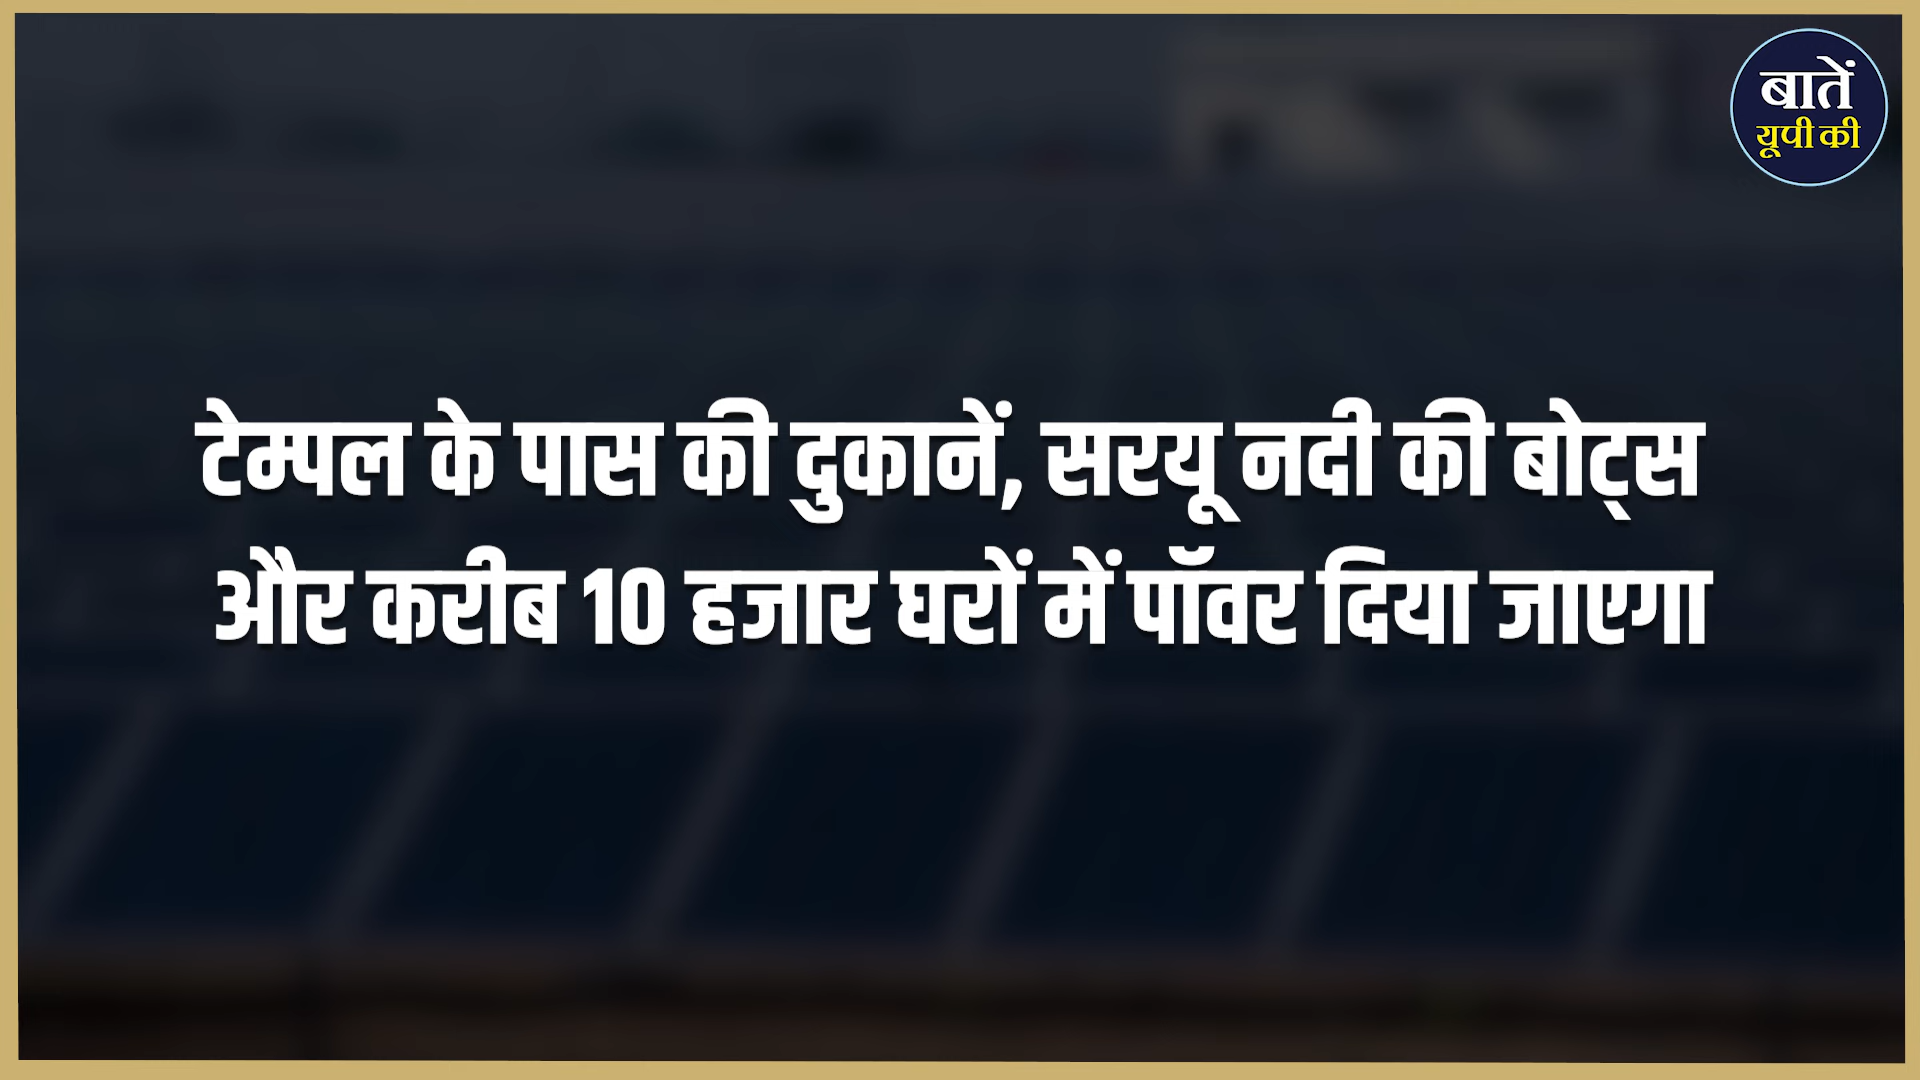 बातें
यूपी की
टेम्पल के पास की दुकानें, सरयू नदी की बोट्स
और करीब 10 हजार घरों में पॉवर दिया जाएगा